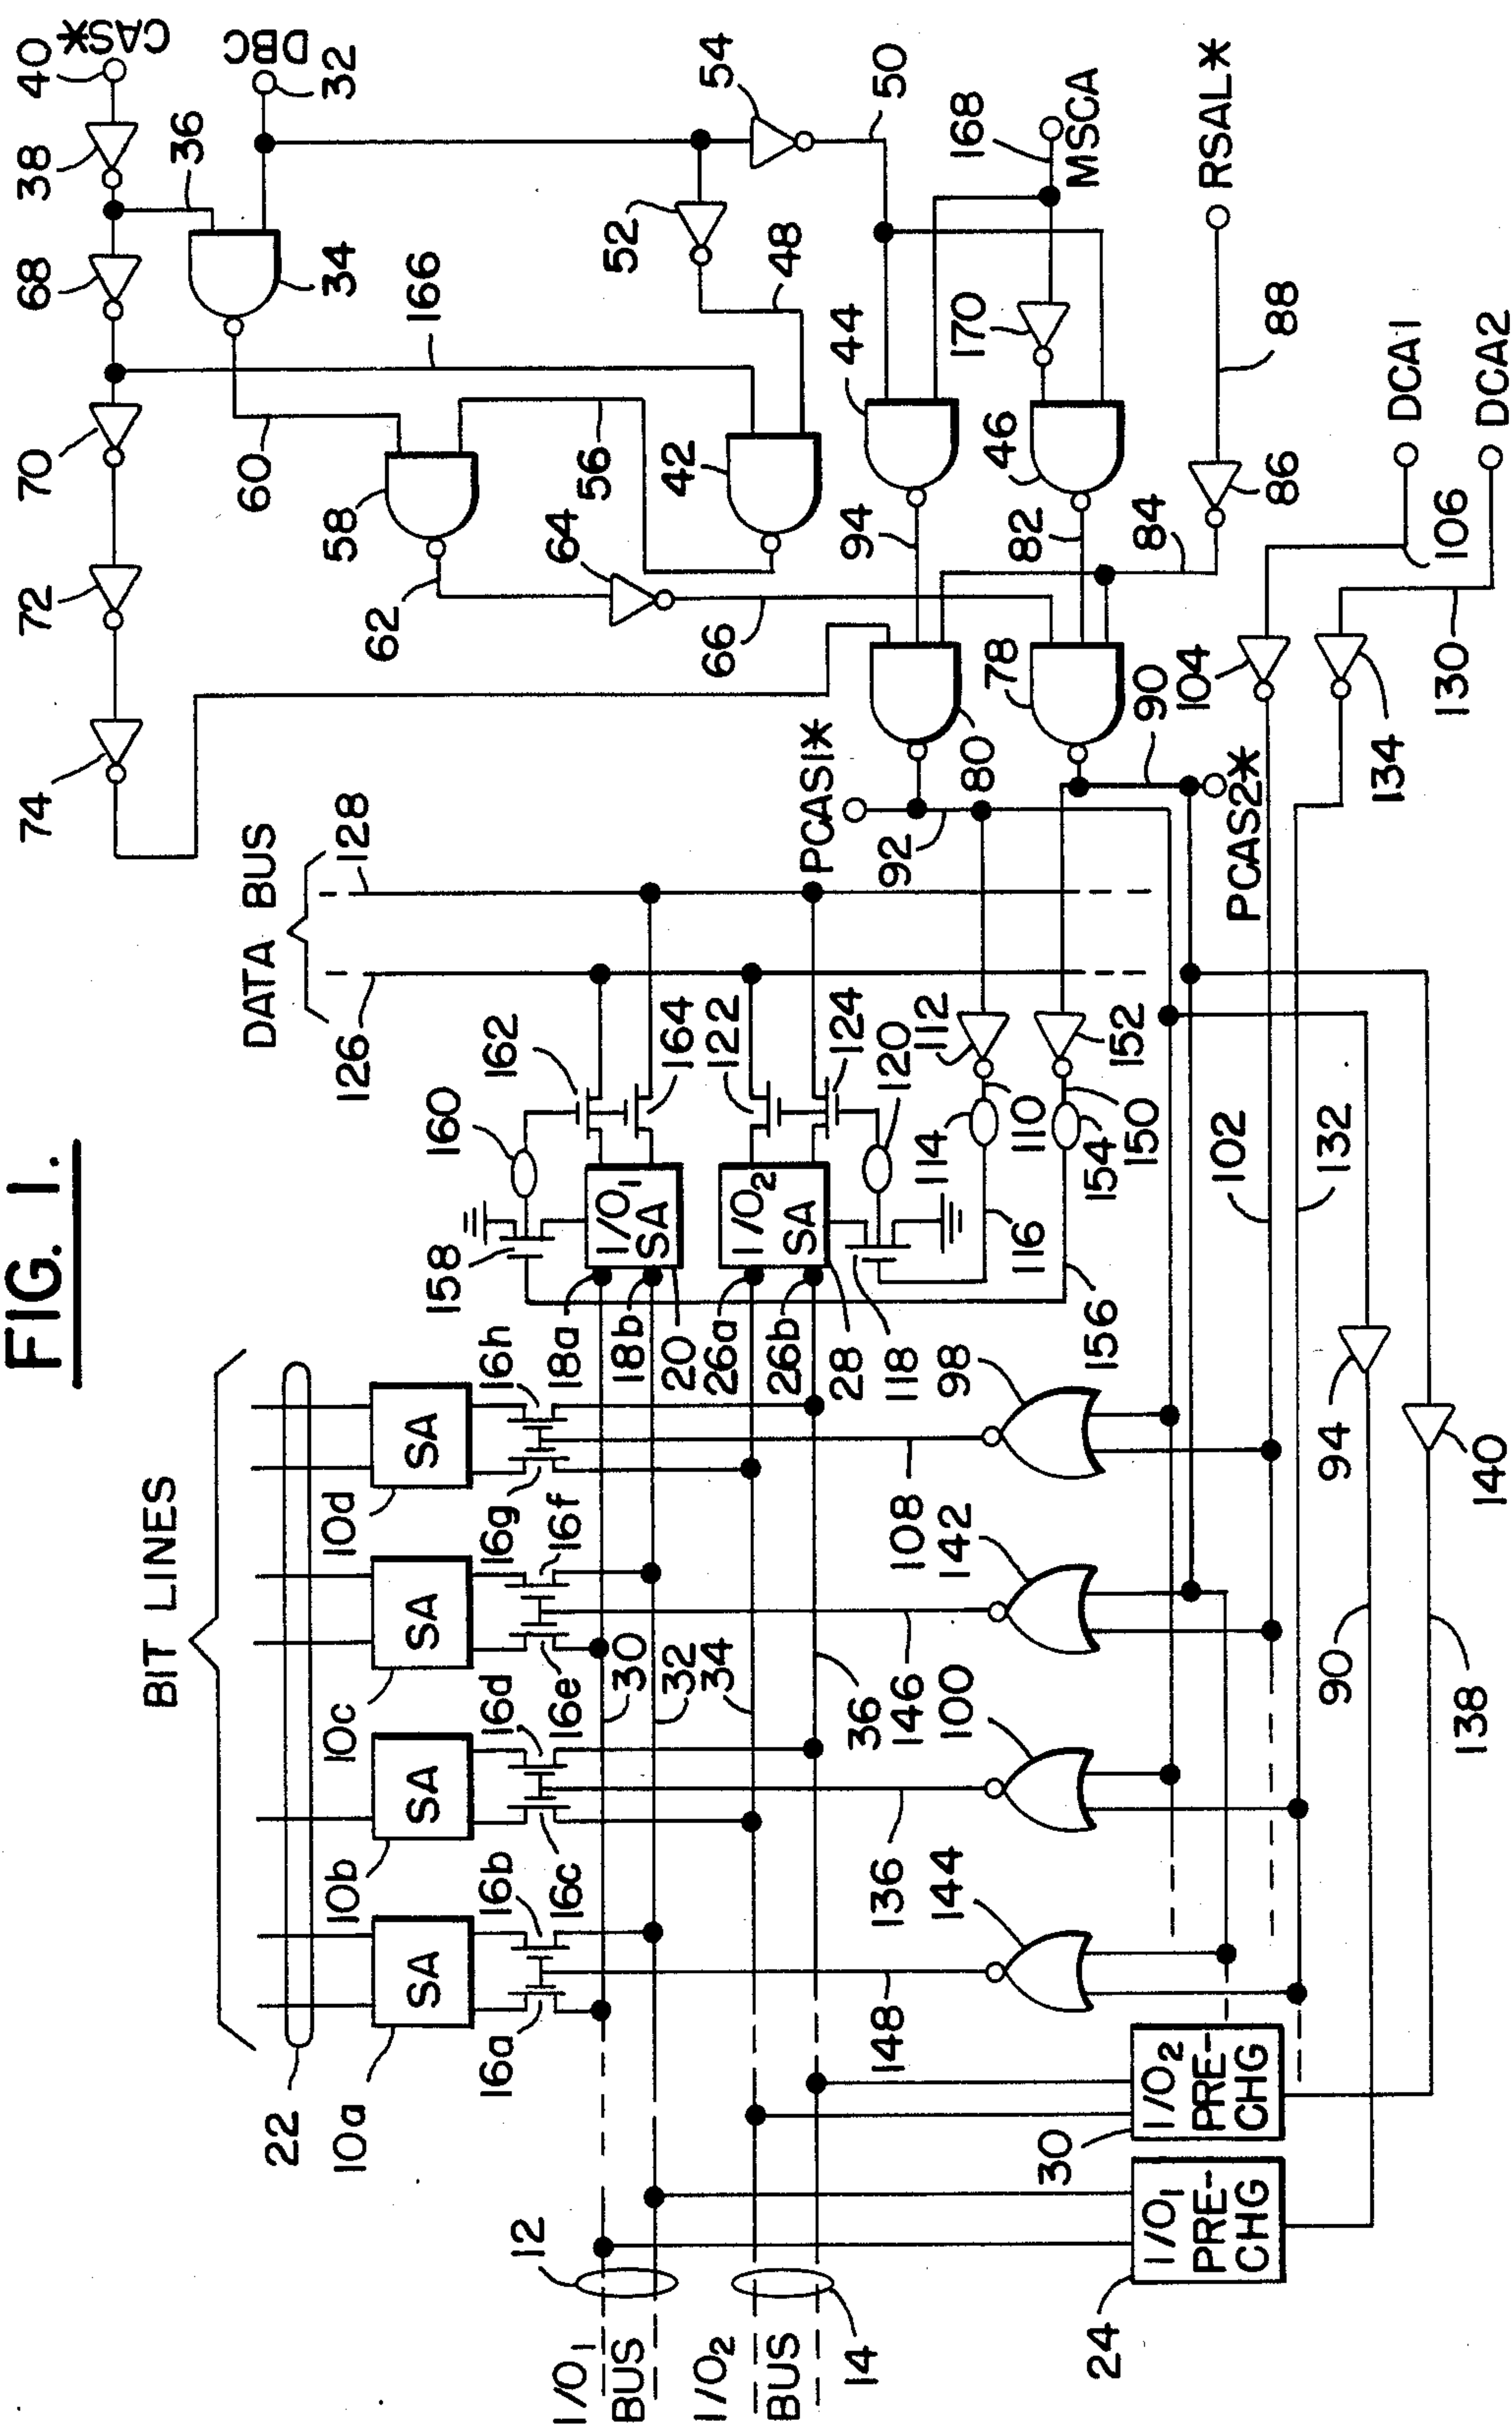 FIG. 1.
BIT LINES
22
10a
10b
10c
10d
SA
SA
SA
SA
16a
16b
16c
16d
16e
16f
16g
16h
12
I/O1
BUS
I/O2
BUS
14
30
32
34
36
18a
18b
20
26a
26b
28
118
I/O1
SA
I/O2
SA
158
160
162
164
122
124
120
112
114
110
116
152
154
150
156
DATA BUS
126
128
148
144
136
100
146
142
108
98
24
I/O1
PRE-
CHG
30
I/O2
PRE-
CHG
90
94
138
140
102
132
PCAS1*
92
80
PCAS2*
90
78
104
134
130
106
DCA1
DCA2
74
72
70
68
38
40
CAS*
DBC
32
36
34
60
58
62
64
66
56
42
166
52
48
54
50
44
94
46
82
84
86
88
170
168
MSCA
RSAL*